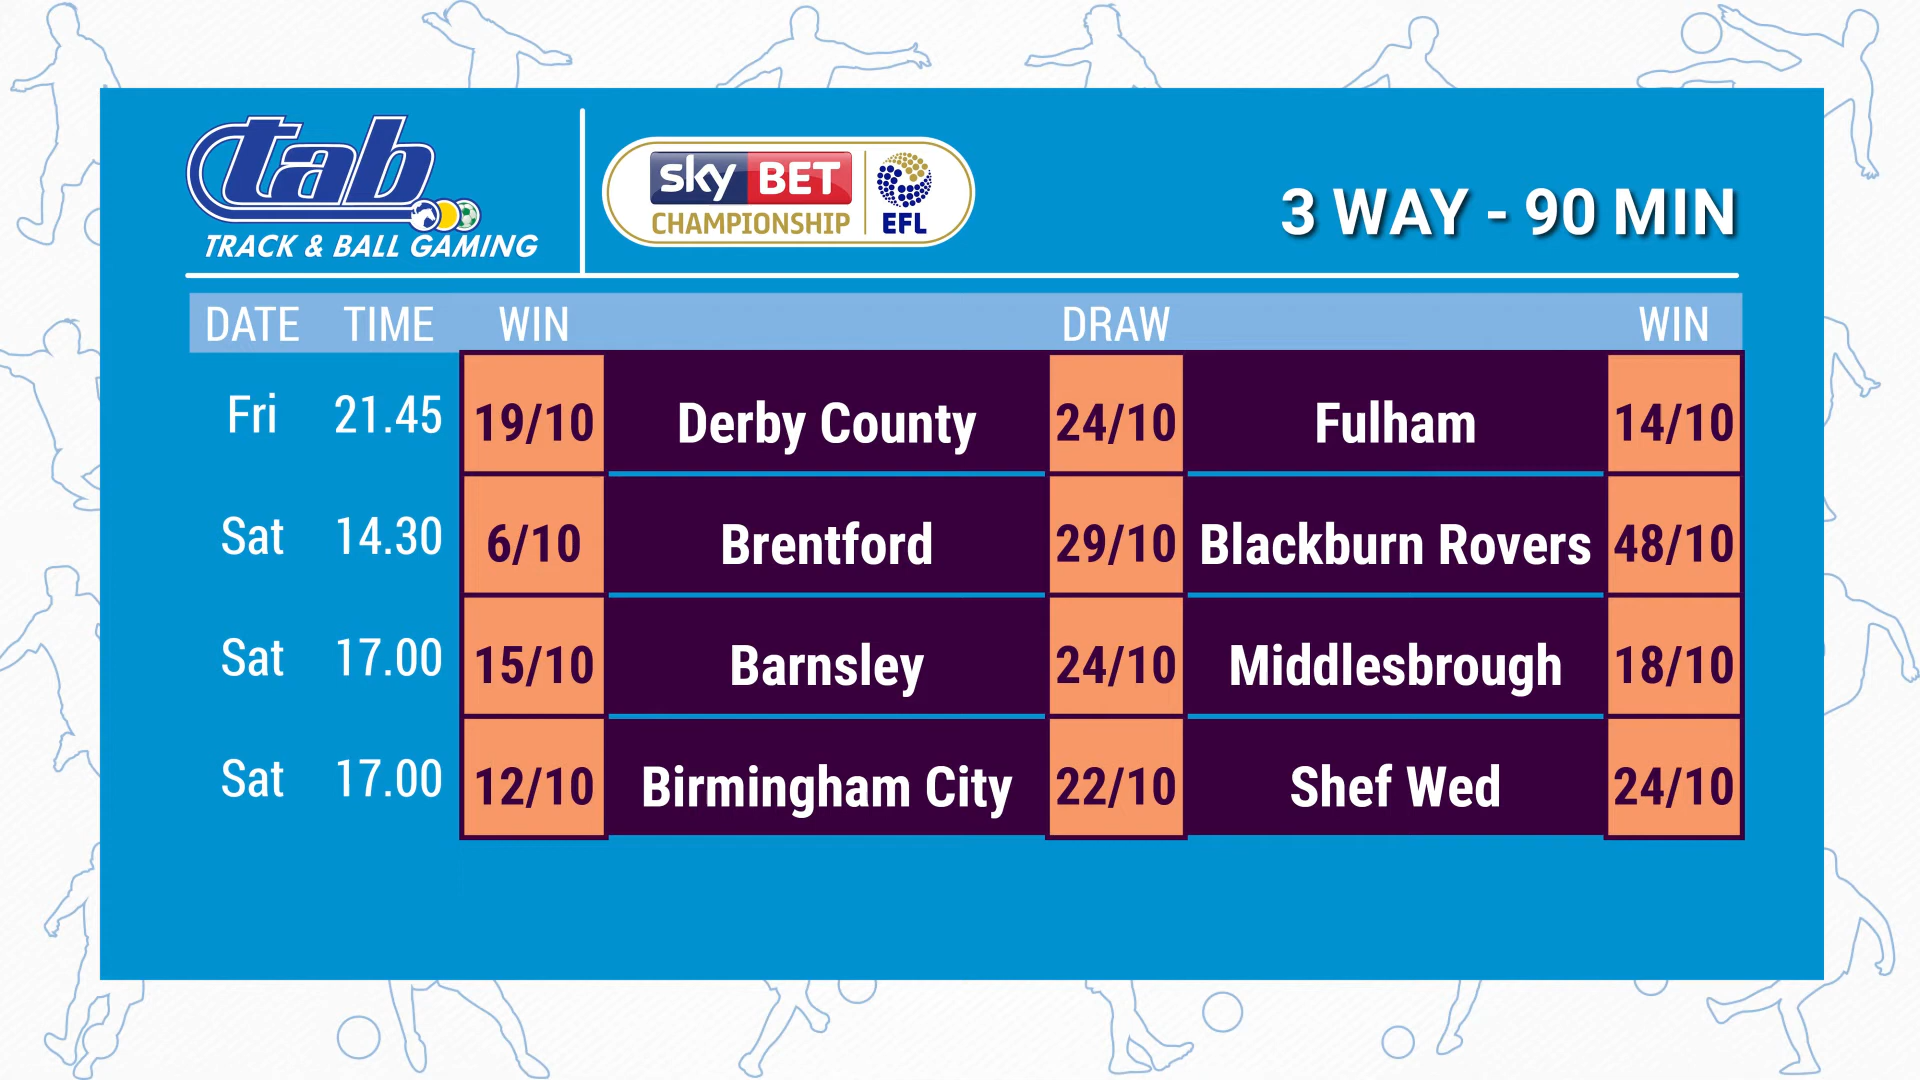 tab
TRACK & BALL GAMING
sky BET
CHAMPIONSHIP
EFL
3 WAY - 90 MIN
DATE TIME WIN DRAW WIN
Fri 21.45 19/10 Derby County 24/10 Fulham 14/10
Sat 14.30 6/10 Brentford 29/10 Blackburn Rovers 48/10
Sat 17.00 15/10 Barnsley 24/10 Middlesbrough 18/10
Sat 17.00 12/10 Birmingham City 22/10 Shef Wed 24/10